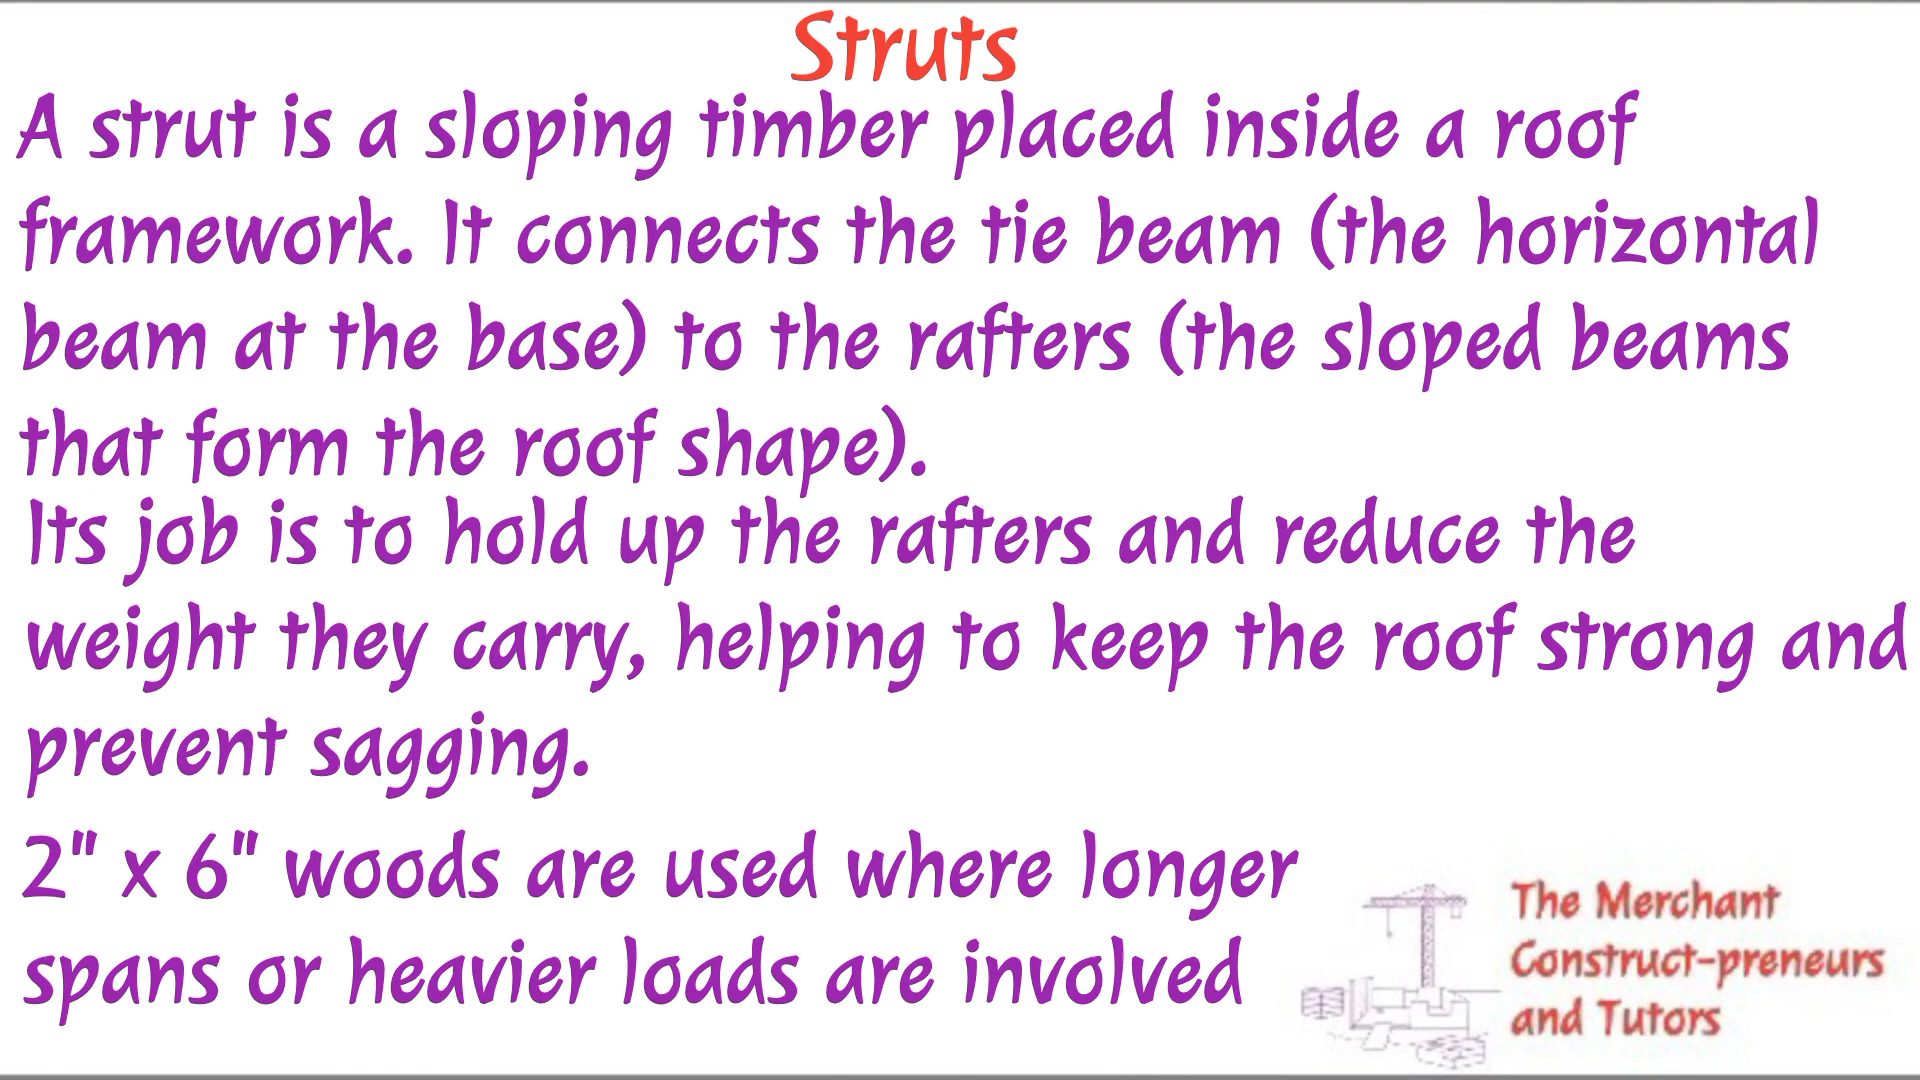 Struts
A strut is a sloping timber placed inside a roof
framework. It connects the tie beam (the horizontal
beam at the base) to the rafters (the sloped beams
that form the roof shape).
Its job is to hold up the rafters and reduce the
weight they carry, helping to keep the roof strong and
prevent sagging.
2" x 6" woods are used where longer
spans or heavier loads are involved
The Merchant
Construct-preneurs
and Tutors